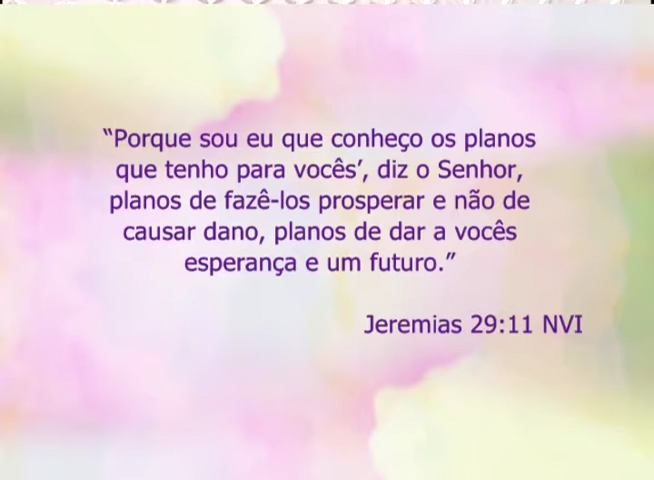 “Porque sou eu que conheço os planos
que tenho para vocês’, diz o Senhor,
planos de fazê-los prosperar e não de
causar dano, planos de dar a vocês
esperança e um futuro.”
Jeremias 29:11 NVI